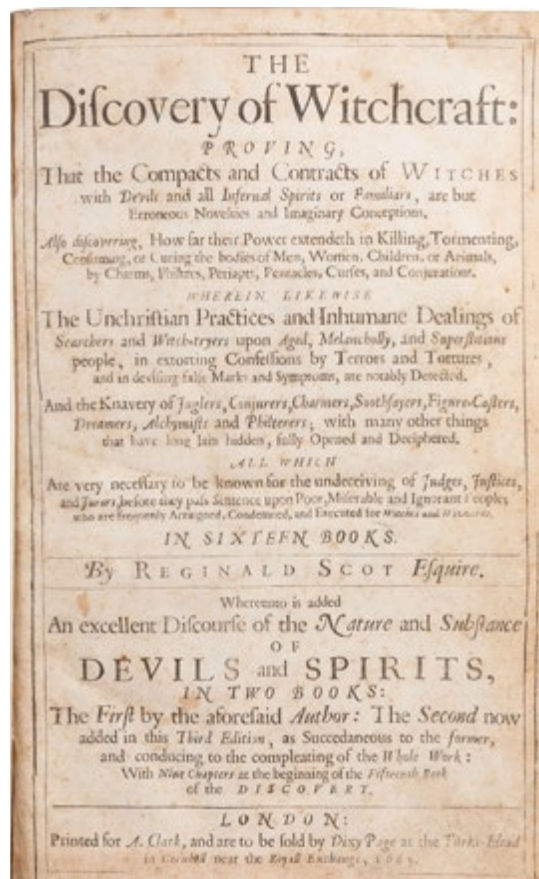 THE
Diſcovery of Witchcraft:
PROVING,
That the Compacts and Contracts of WITCHES
with Devils and all Infernal Spirits or Familiars, are but
Erroneous Novelties and Imaginary Conceptions.
Alſo diſcovering, How far their Power extendeth in Killing, Tormenting,
Conſuming, or Curing the bodies of Men, Women, Children, or Animals,
by Charms, Philtres, Periapts, Pentacles, Curſes, and Conjurations.
WHEREIN LIKEWISE
The Unchriſtian Practices and Inhumane Dealings of
Searchers and Witch-tryers upon Aged, Melancholly, and Superſtitious
people, in extorting Confeſſions by Terrors and Tortures,
and in deviſing falſe Marks and Symptoms, are notably Detected.
And the Knavery of Juglers, Conjurers, Charmers, Soothſayers, Figure-Caſters,
Dreamers, Alchymiſts and Philterers; with many other things
that have long lain hidden, fully Opened and Deciphered.
ALL WHICH
Are very neceſſary to be known for the undeceiving of Judges, Juſtices,
and Jurors, before they paſs Sentence upon Poor, Miſerable and Ignorant People;
who are frequently Arraigned, Condemned, and Executed for Witches and Wizzards.
IN SIXTEEN BOOKS.
By REGINALD SCOT Eſquire.
Whereunto is added
An excellent Diſcourſe of the Nature and Subſtance
OF
DEVILS and SPIRITS,
IN TWO BOOKS:
The Firſt by the aforeſaid Author: The Second now
added in this Third Edition, as Succedaneous to the former,
and conducing to the compleating of the Whole Work:
With Nine Chapters at the beginning of the Fifteenth Book
of the DISCOVERY.
LONDON:
Printed for A. Clark, and are to be ſold by Dixy Page at the Turks-Head
in Cornhill near the Royall Exchange, 1665.